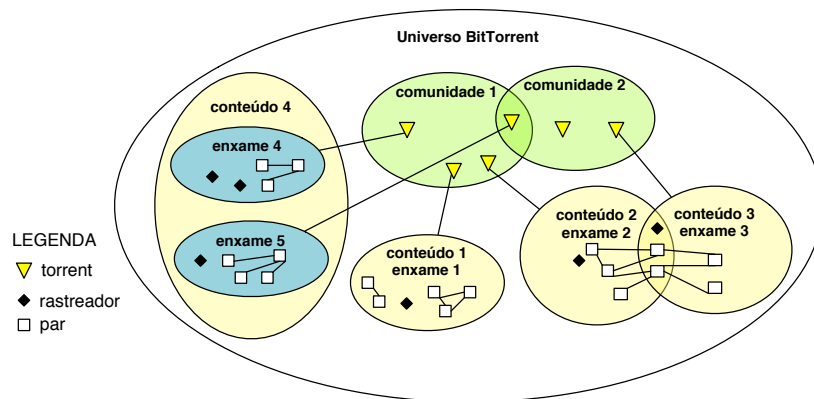 Universo BitTorrent
comunidade 1
comunidade 2
conteúdo 4
enxame 4
enxame 5
conteúdo 1
enxame 1
conteúdo 2
enxame 2
conteúdo 3
enxame 3
LEGENDA
torrent
rastreador
par